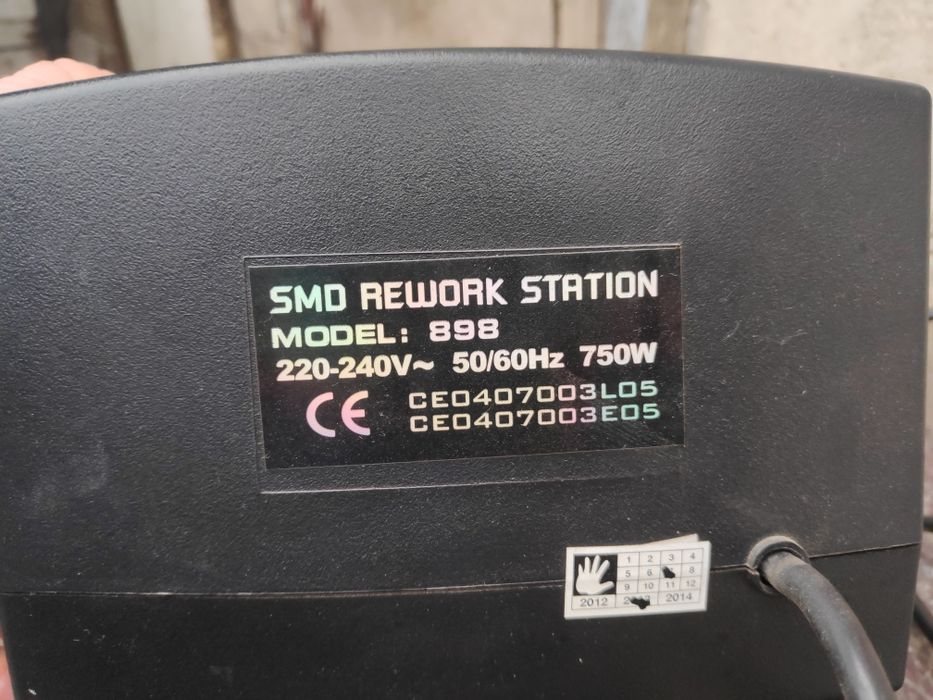 SMD REWORK STATION
MODEL: 898
220-240V~ 50/60Hz 750W
CE CE0407003L05
CE0407003E05
1 2 3 4
5 6 8
9 10 11 12
2012 2014